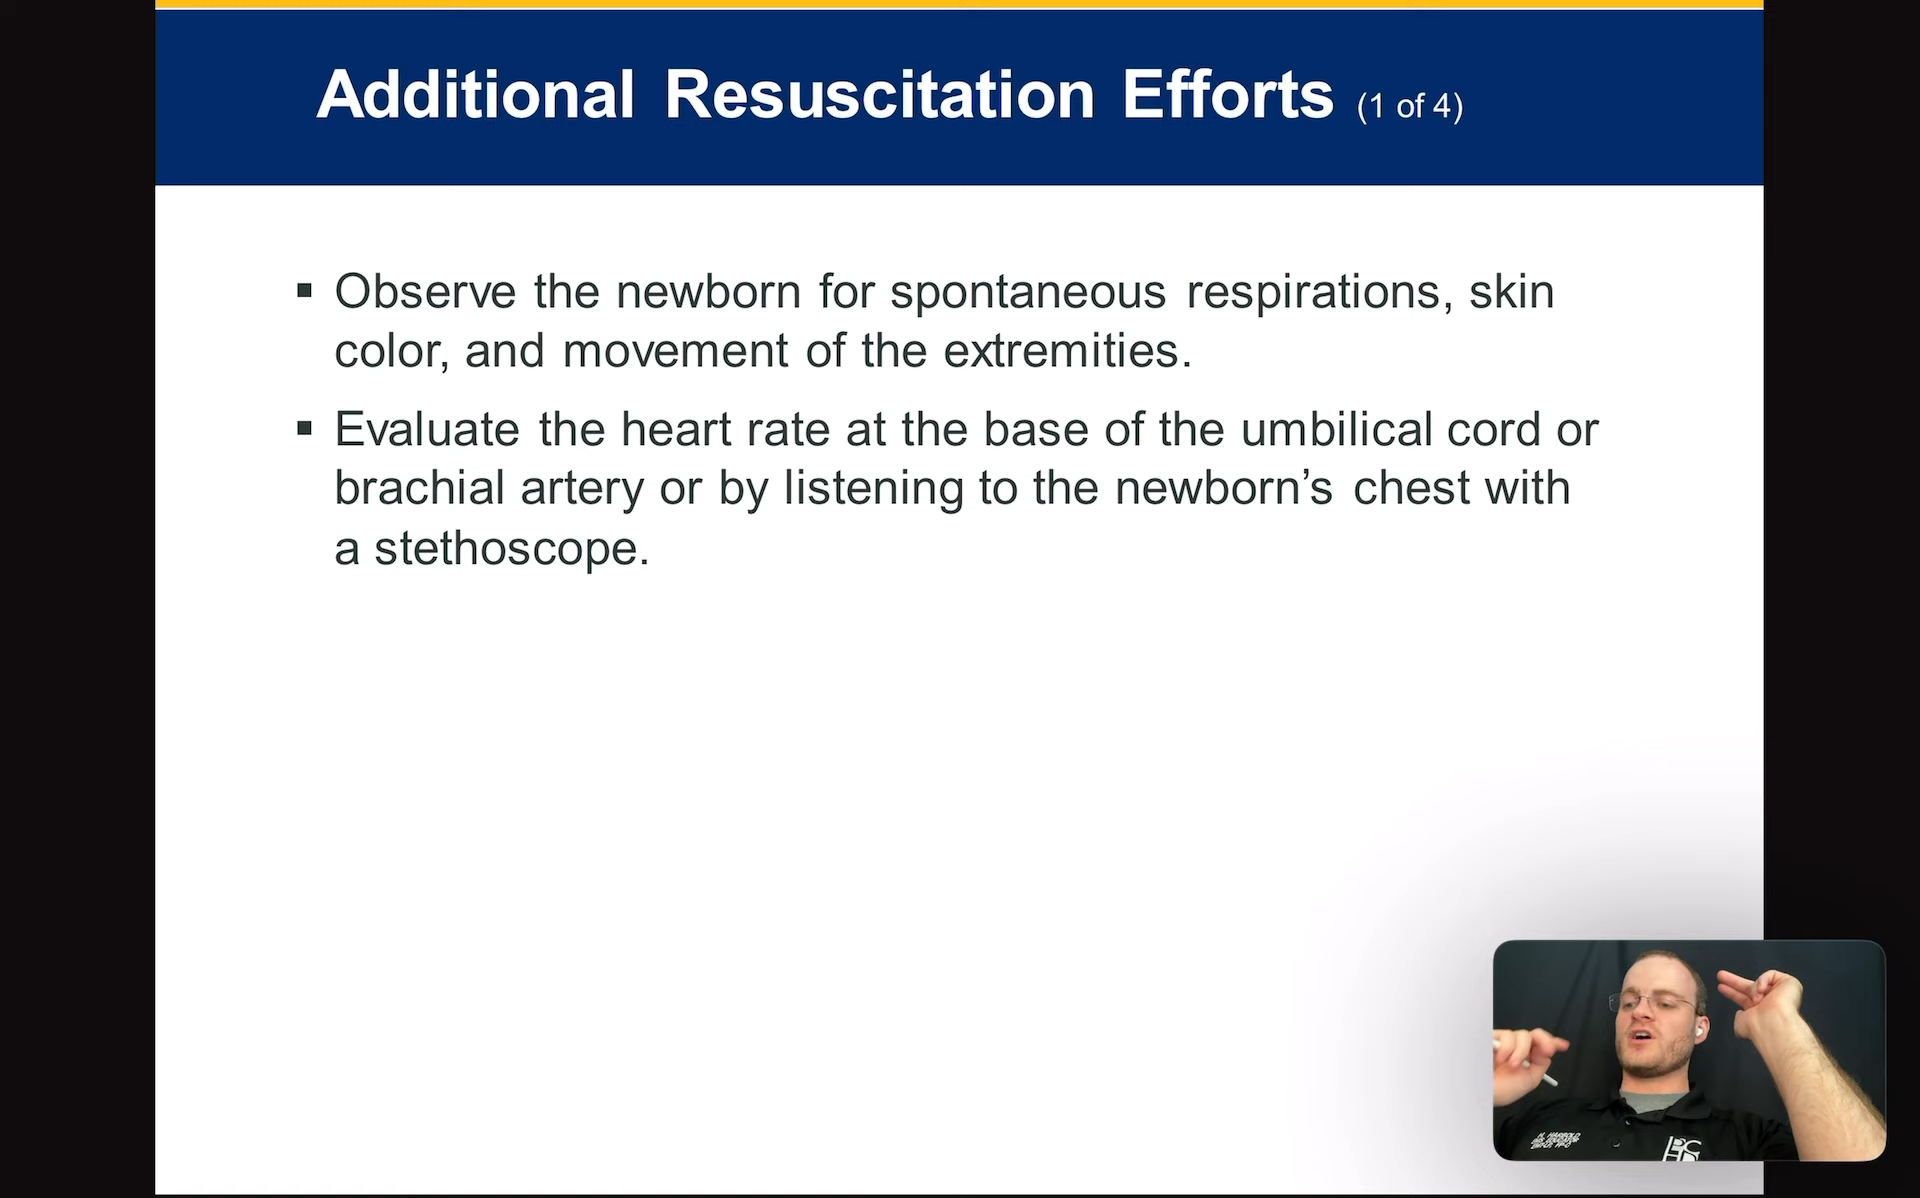 Additional Resuscitation Efforts (1 of 4)
▪ Observe the newborn for spontaneous respirations, skin
color, and movement of the extremities.
▪ Evaluate the heart rate at the base of the umbilical cord or
brachial artery or by listening to the newborn’s chest with
a stethoscope.